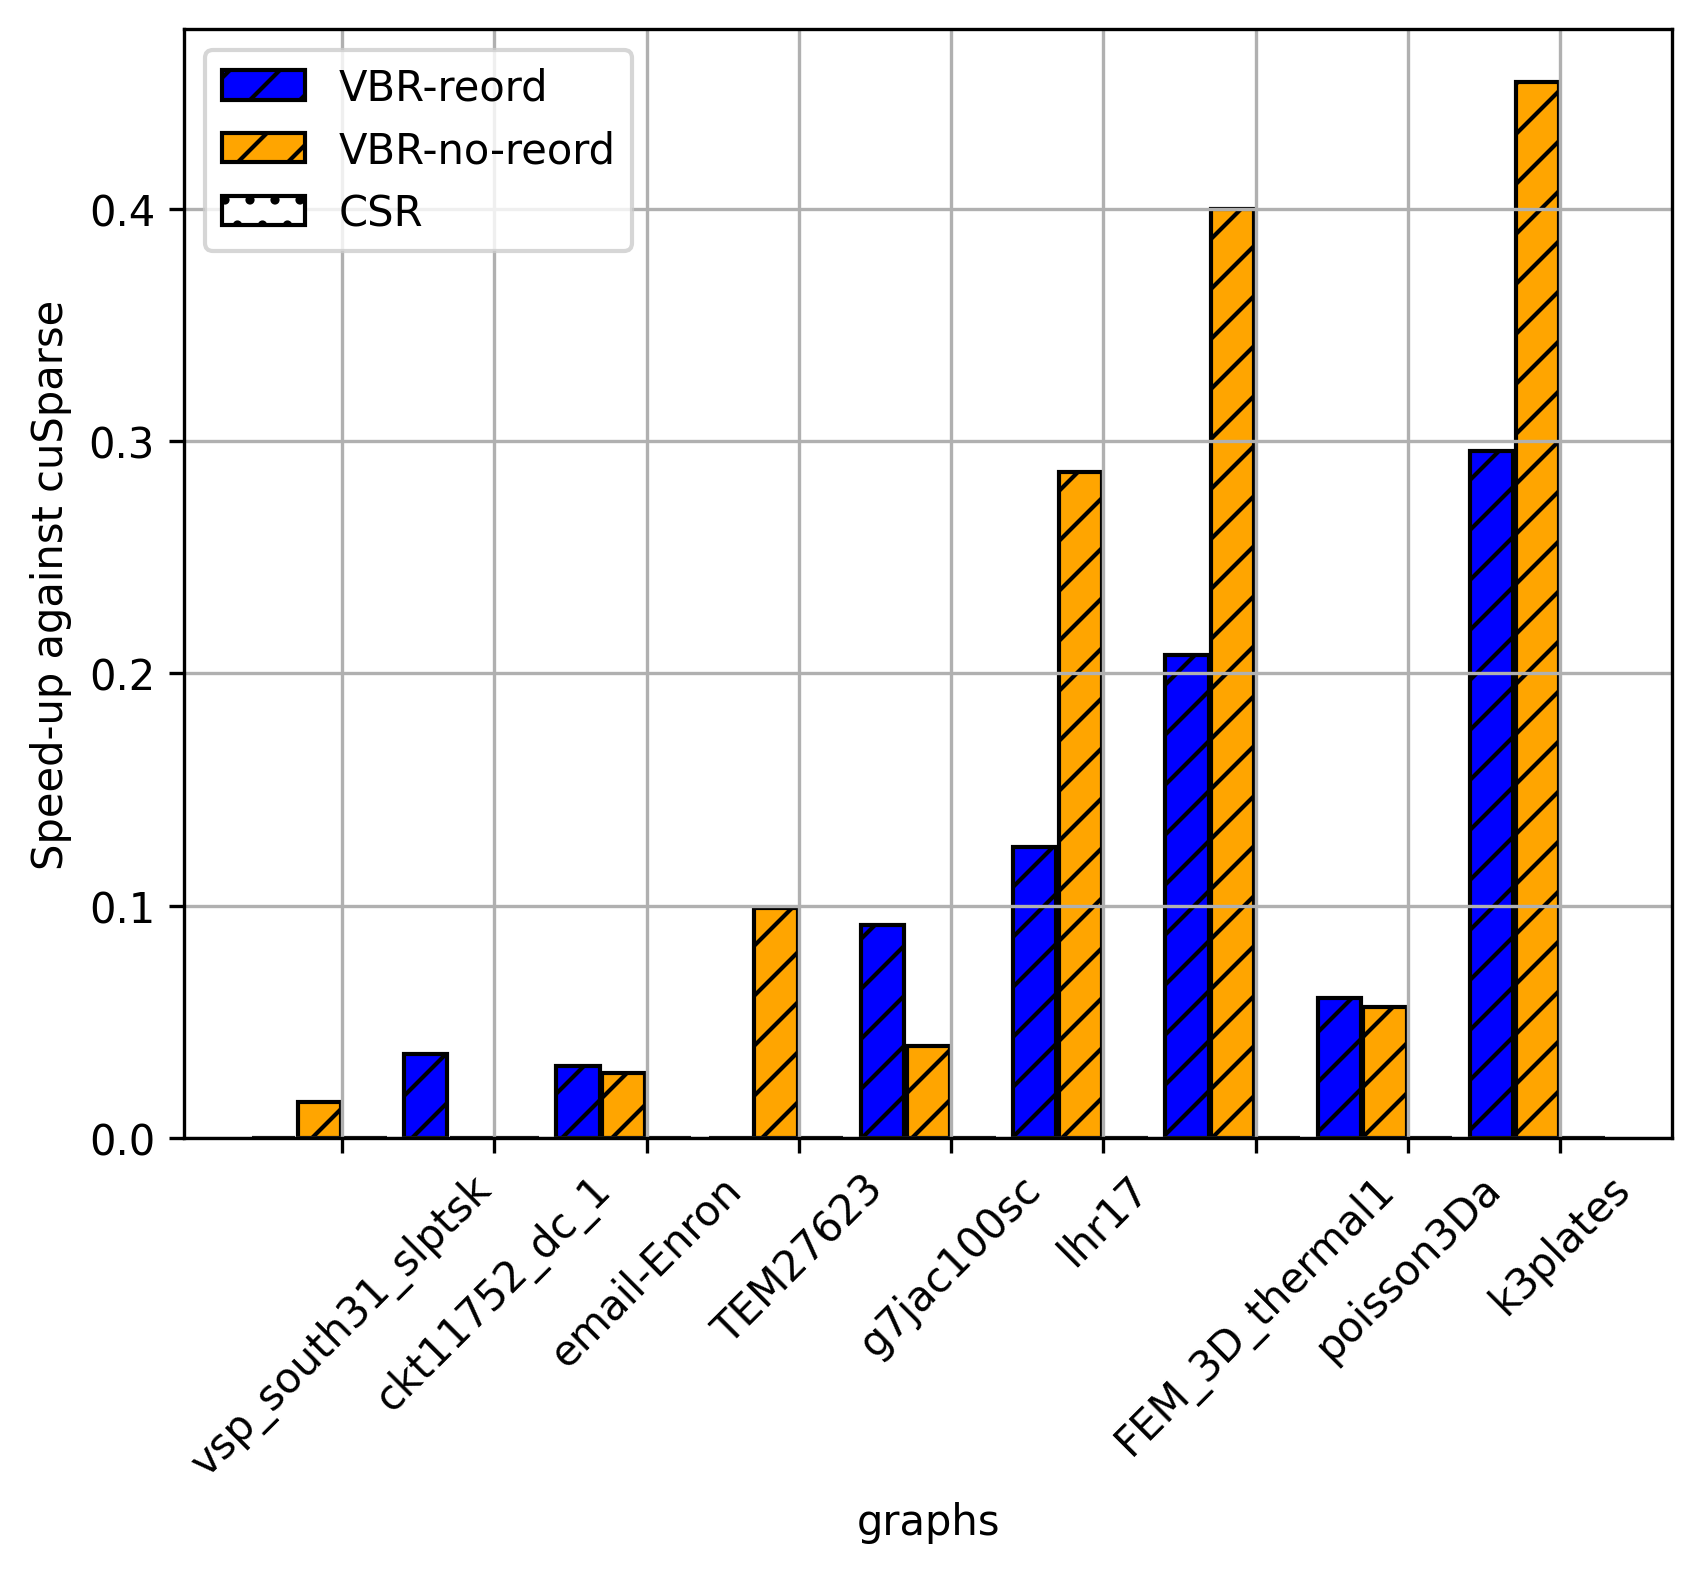 VBR-reord
VBR-no-reord
CSR
Speed-up against cuSparse
0.4
0.3
0.2
0.1
0.0
vsp_south31_slptsk
ckt11752_dc_1
email-Enron
TEM27623
g7jac100sc
lhr17
FEM_3D_thermal1
poisson3Da
k3plates
graphs